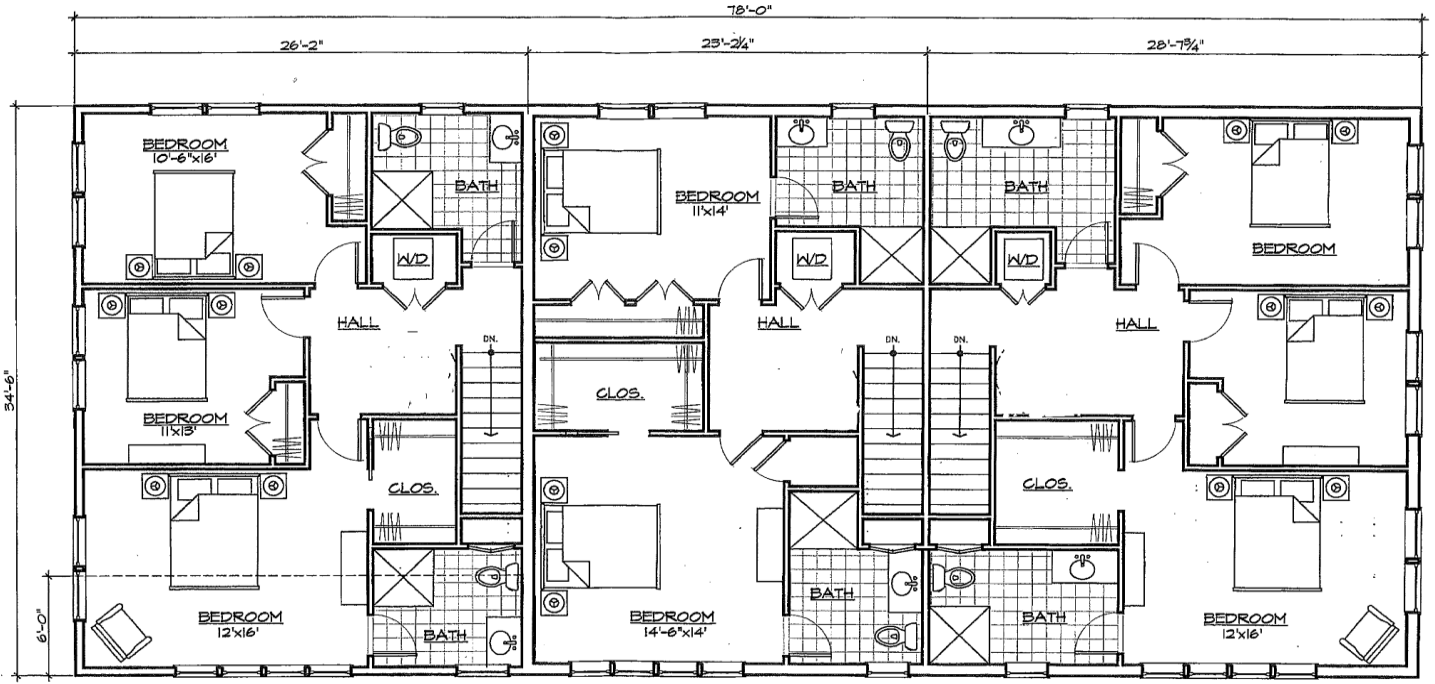 78'-0"
26'-2"
23'-2¼"
28'-7¾"
BEDROOM
10'-6"x16'
BATH
W/D
BEDROOM
11'x14'
BATH
W/D
BATH
W/D
BEDROOM
HALL
DN.
HALL
DN.
DN.
HALL
34'-6"
BEDROOM
11'x13'
CLOS.
CLOS.
CLOS.
6'-0"
BEDROOM
12'x16'
BATH
BEDROOM
14'-6"x14'
BATH
BATH
BEDROOM
12'x16'